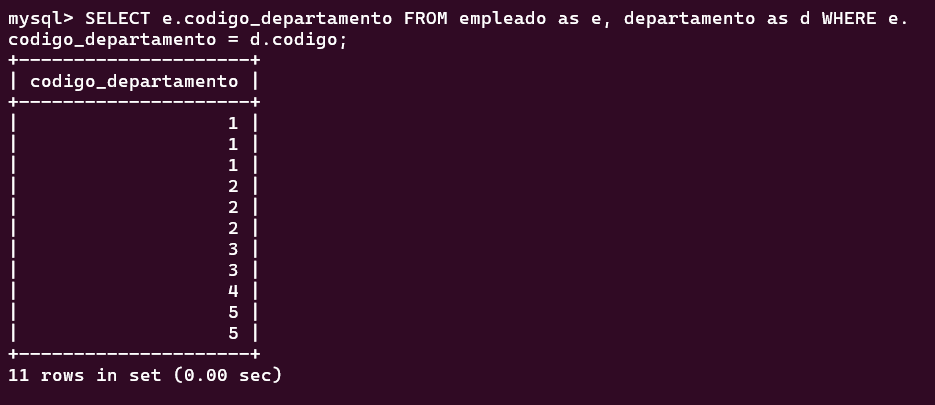 mysql> SELECT e.codigo_departamento FROM empleado as e, departamento as d WHERE e.
codigo_departamento = d.codigo;
+---------------------+
| codigo_departamento |
+---------------------+
|                   1 |
|                   1 |
|                   1 |
|                   2 |
|                   2 |
|                   2 |
|                   3 |
|                   3 |
|                   4 |
|                   5 |
|                   5 |
+---------------------+
11 rows in set (0.00 sec)